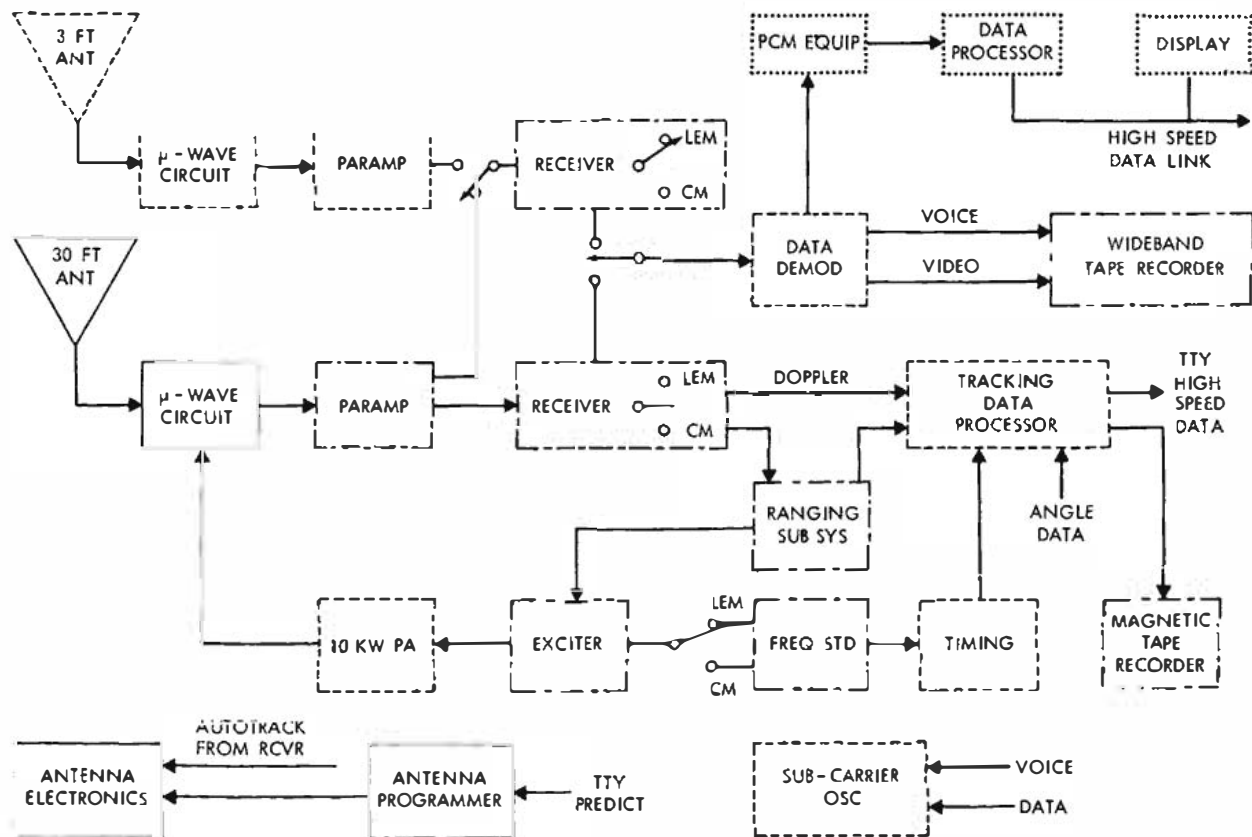 3 FT
ANT
PCM EQUIP
DATA
PROCESSOR
DISPLAY
HIGH SPEED
DATA LINK
μ-WAVE
CIRCUIT
PARAMP
RECEIVER
LEM
CM
30 FT
ANT
DATA
DEMOD
VOICE
VIDEO
WIDEBAND
TAPE RECORDER
μ-WAVE
CIRCUIT
PARAMP
RECEIVER
LEM
CM
DOPPLER
TRACKING
DATA
PROCESSOR
TTY
HIGH
SPEED
DATA
RANGING
SUB SYS
ANGLE
DATA
10 KW PA
EXCITER
LEM
CM
FREQ STD
TIMING
MAGNETIC
TAPE
RECORDER
ANTENNA
ELECTRONICS
AUTOTRACK
FROM RCVR
ANTENNA
PROGRAMMER
TTY
PREDICT
SUB-CARRIER
OSC
VOICE
DATA